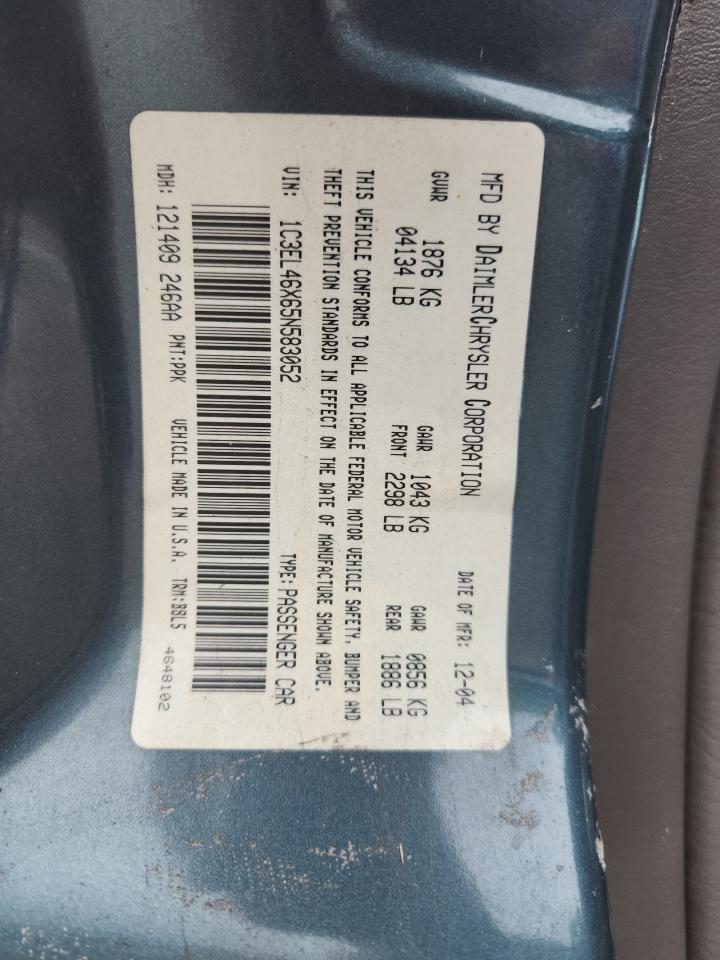 MFD BY DAIMLERCHRYSLER CORPORATION DATE OF MFR: 12-04
GVWR 1876 KG GAWR 1043 KG GAWR 0856 KG
04134 LB FRONT 2298 LB REAR 1886 LB
THIS VEHICLE CONFORMS TO ALL APPLICABLE FEDERAL MOTOR VEHICLE SAFETY, BUMPER AND
THEFT PREVENTION STANDARDS IN EFFECT ON THE DATE OF MANUFACTURE SHOWN ABOVE.
VIN: 1C3EL46X65N583052 TYPE: PASSENGER CAR
MDH: 121409 246AA PNT:PPK VEHICLE MADE IN U.S.A. TRM:B8L5 4648102